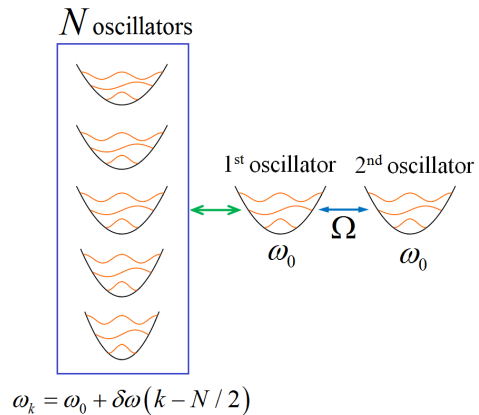 N oscillators
1st oscillator
2nd oscillator
Ω
ω₀
ω₀
ωₖ = ω₀ + δω(k − N / 2)